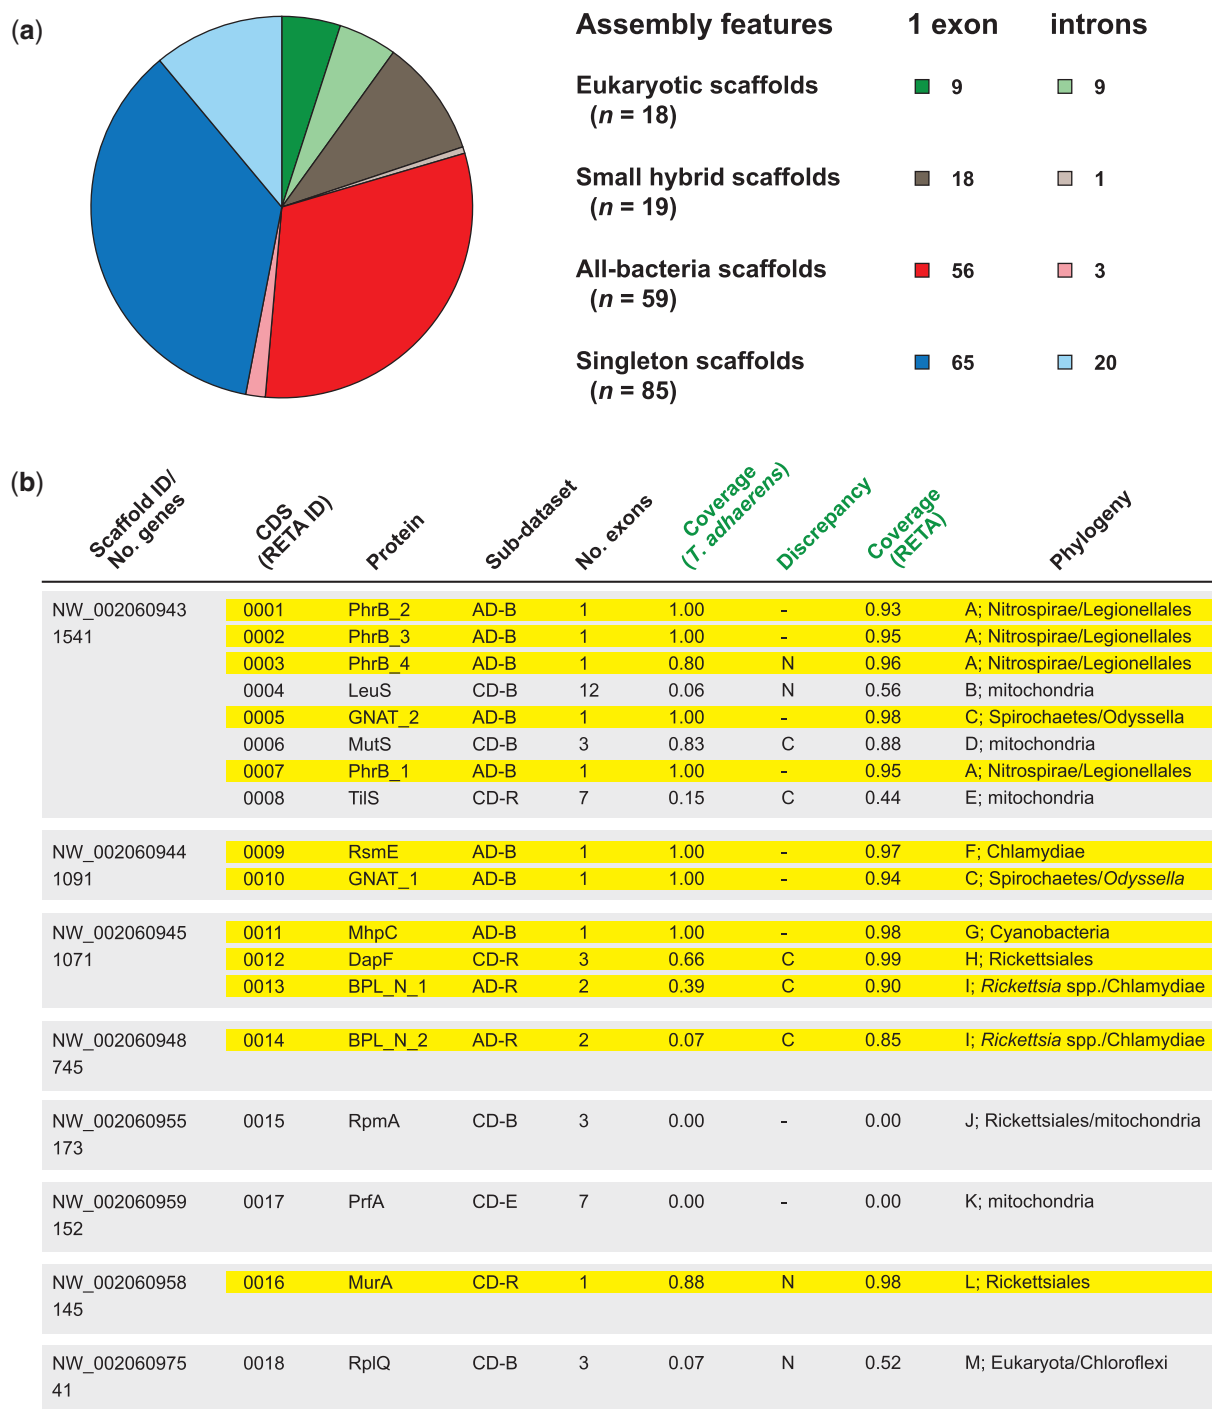 (a)
Assembly features 1 exon introns
Eukaryotic scaffolds 9 9
(n = 18)
Small hybrid scaffolds 18 1
(n = 19)
All-bacteria scaffolds 56 3
(n = 59)
Singleton scaffolds 65 20
(n = 85)
(b)
Scaffold ID/
No. genes
CDS
(RETA ID)
Protein
Sub-dataset
No. exons
Coverage
(T. adhaerens)
Discrepancy
Coverage
(RETA)
Phylogeny
NW_002060943 0001 PhrB_2 AD-B 1 1.00 - 0.93 A; Nitrospirae/Legionellales
1541 0002 PhrB_3 AD-B 1 1.00 - 0.95 A; Nitrospirae/Legionellales
0003 PhrB_4 AD-B 1 0.80 N 0.96 A; Nitrospirae/Legionellales
0004 LeuS CD-B 12 0.06 N 0.56 B; mitochondria
0005 GNAT_2 AD-B 1 1.00 - 0.98 C; Spirochaetes/Odyssella
0006 MutS CD-B 3 0.83 C 0.88 D; mitochondria
0007 PhrB_1 AD-B 1 1.00 - 0.95 A; Nitrospirae/Legionellales
0008 TilS CD-R 7 0.15 C 0.44 E; mitochondria
NW_002060944 0009 RsmE AD-B 1 1.00 - 0.97 F; Chlamydiae
1091 0010 GNAT_1 AD-B 1 1.00 - 0.94 C; Spirochaetes/Odyssella
NW_002060945 0011 MhpC AD-B 1 1.00 - 0.98 G; Cyanobacteria
1071 0012 DapF CD-R 3 0.66 C 0.99 H; Rickettsiales
0013 BPL_N_1 AD-R 2 0.39 C 0.90 I; Rickettsia spp./Chlamydiae
NW_002060948 0014 BPL_N_2 AD-R 2 0.07 C 0.85 I; Rickettsia spp./Chlamydiae
745
NW_002060955 0015 RpmA CD-B 3 0.00 - 0.00 J; Rickettsiales/mitochondria
173
NW_002060959 0017 PrfA CD-E 7 0.00 - 0.00 K; mitochondria
152
NW_002060958 0016 MurA CD-R 1 0.88 N 0.98 L; Rickettsiales
145
NW_002060975 0018 RplQ CD-B 3 0.07 N 0.52 M; Eukaryota/Chloroflexi
41